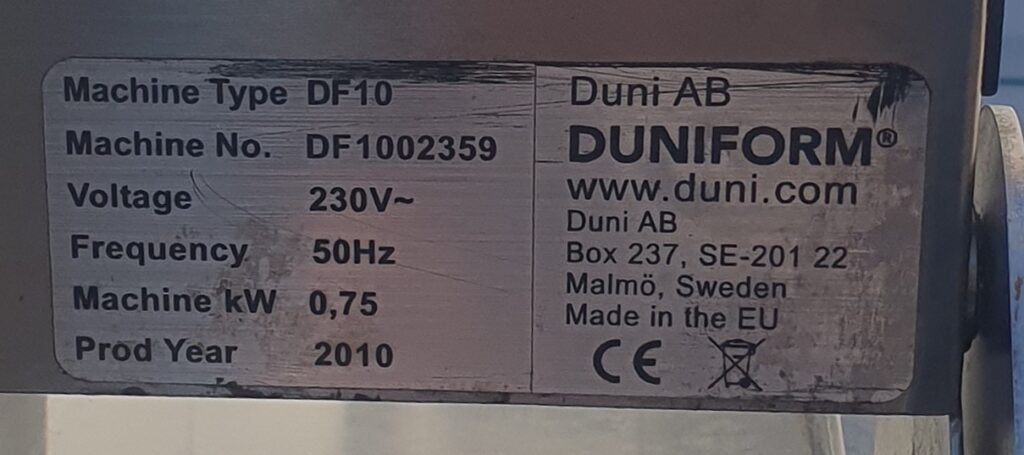 Machine Type DF10
Machine No. DF1002359
Voltage 230V~
Frequency 50Hz
Machine kW 0,75
Prod Year 2010
Duni AB
DUNIFORM®
www.duni.com
Duni AB
Box 237, SE-201 22
Malmö, Sweden
Made in the EU
CE